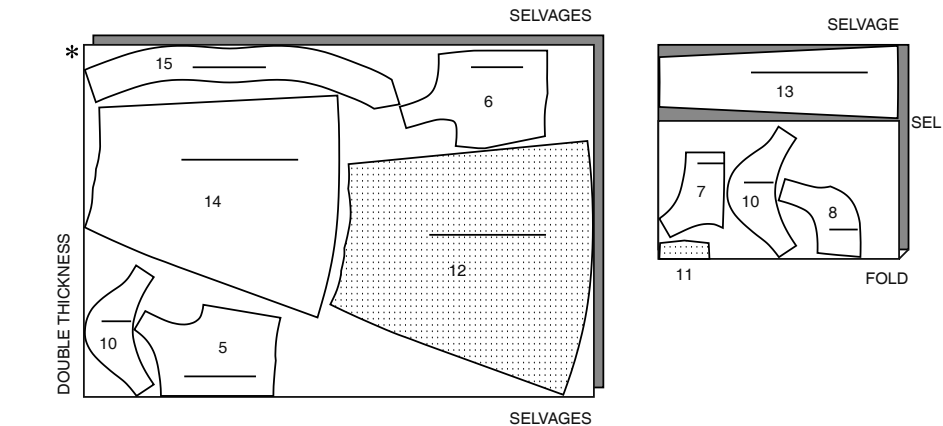 SELVAGES
*
15
6
14
12
DOUBLE THICKNESS
10
5
SELVAGES
SELVAGE
13
SEL
7
10
8
11
FOLD